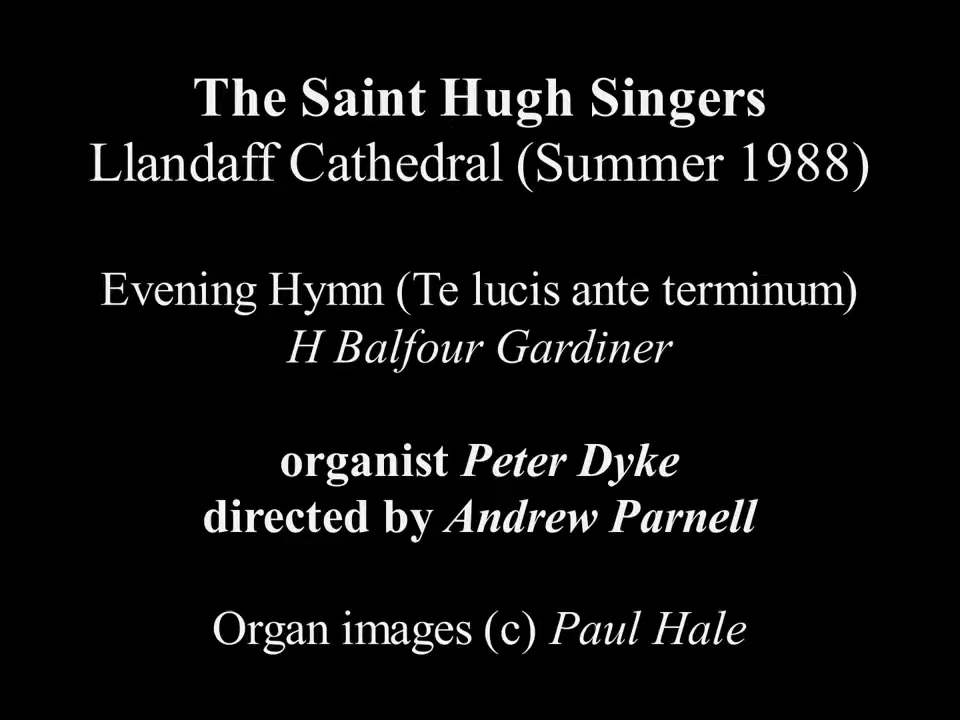 The Saint Hugh Singers
Llandaff Cathedral (Summer 1988)
Evening Hymn (Te lucis ante terminum)
H Balfour Gardiner
organist Peter Dyke
directed by Andrew Parnell
Organ images (c) Paul Hale